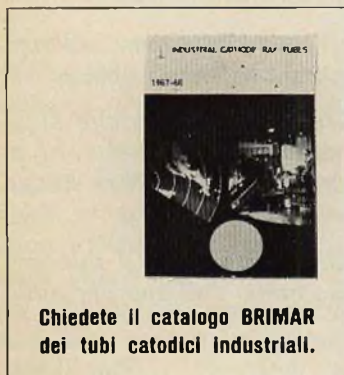 INDUSTRIAL CATHODE RAY TUBES
1967-68
Chiedete il catalogo BRIMAR
dei tubi catodici industriali.